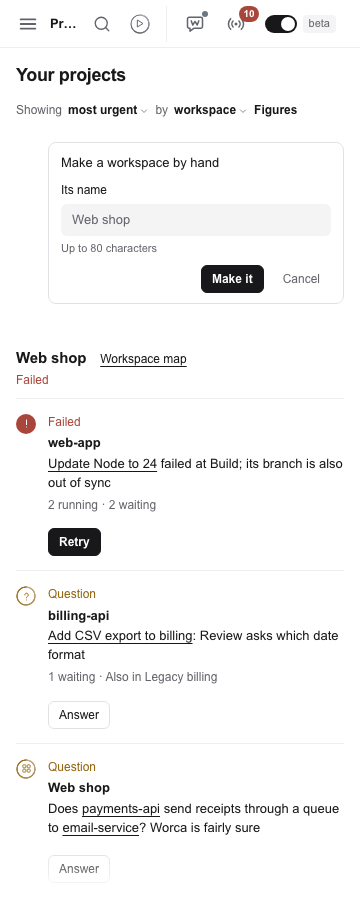 Pr...
10
beta
Your projects
Showing most urgent by workspace Figures
Make a workspace by hand
Its name
Web shop
Up to 80 characters
Make it Cancel
Web shop Workspace map
Failed
Failed
web-app
Update Node to 24 failed at Build; its branch is also
out of sync
2 running · 2 waiting
Retry
Question
billing-api
Add CSV export to billing: Review asks which date
format
1 waiting · Also in Legacy billing
Answer
Question
Web shop
Does payments-api send receipts through a queue
to email-service? Worca is fairly sure
Answer